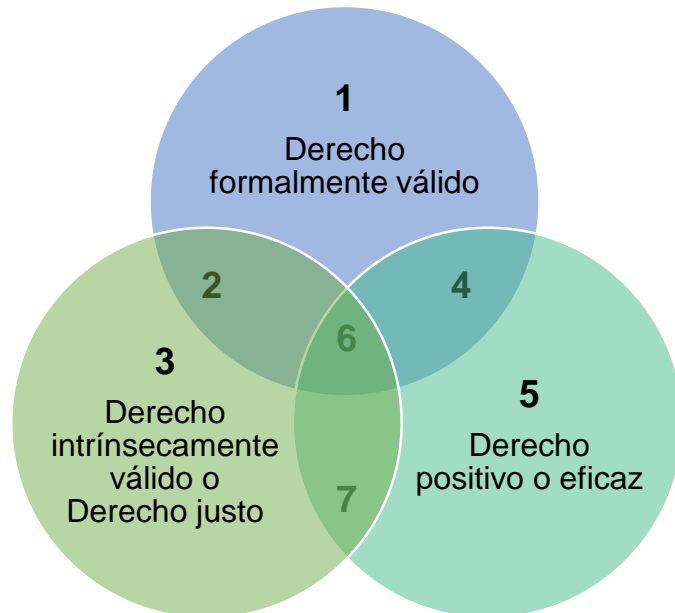 1
Derecho
formalmente válido
2
4
6
3
Derecho
intrínsecamente
válido o
Derecho justo
5
Derecho
positivo o eficaz
7